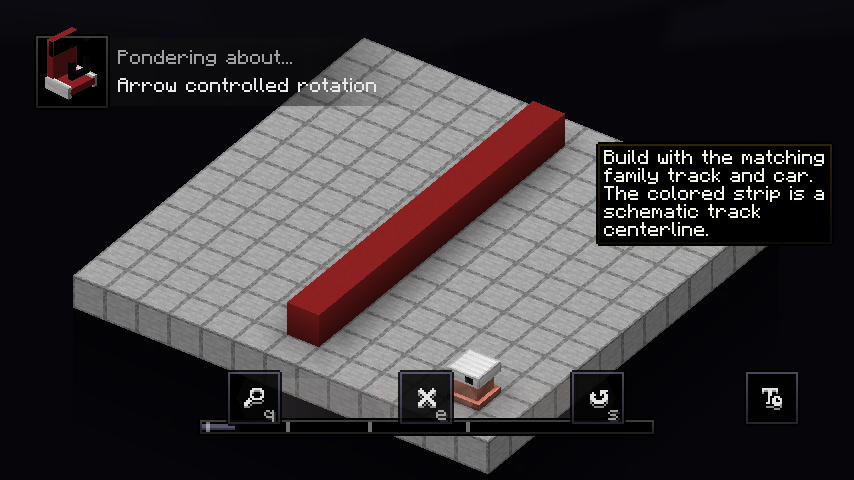 Pondering about...
Arrow controlled rotation
Build with the matching
family track and car.
The colored strip is a
schematic track
centerline.
q
e
s